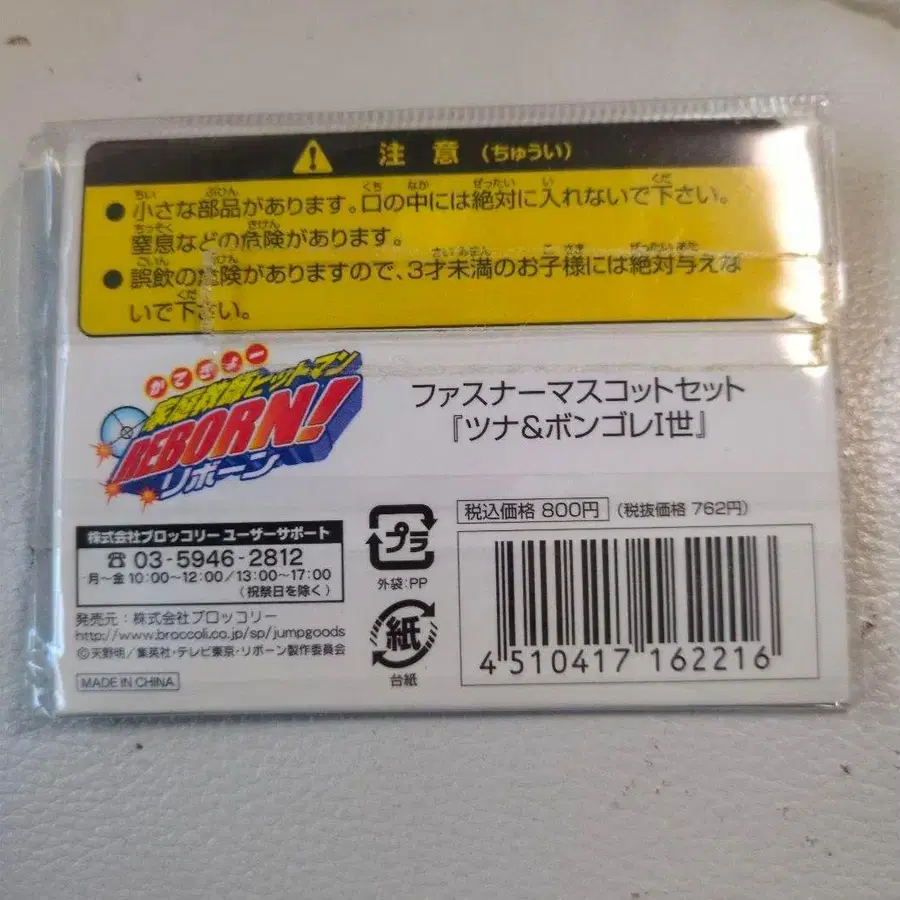 注意（ちゅうい）
●小さな部品があります。口の中には絶対に入れないで下さい。
窒息などの危険があります。
●誤飲の危険がありますので、3才未満のお子様には絶対与えな
いで下さい。
かてきょー
家庭教師ヒットマン
REBORN!
リボーン
ファスナーマスコットセット
『ツナ&ボンゴレI世』
税込価格 800円 （税抜価格 762円）
株式会社ブロッコリー ユーザーサポート
☎ 03-5946-2812
月〜金 10:00〜12:00/13:00〜17:00
（祝祭日を除く）
発売元：株式会社ブロッコリー
http://www.broccoli.co.jp/sp/jumpgoods
©天野明／集英社・テレビ東京・リボーン製作委員会
MADE IN CHINA
プラ
外袋:PP
紙
台紙
4 510417 162216